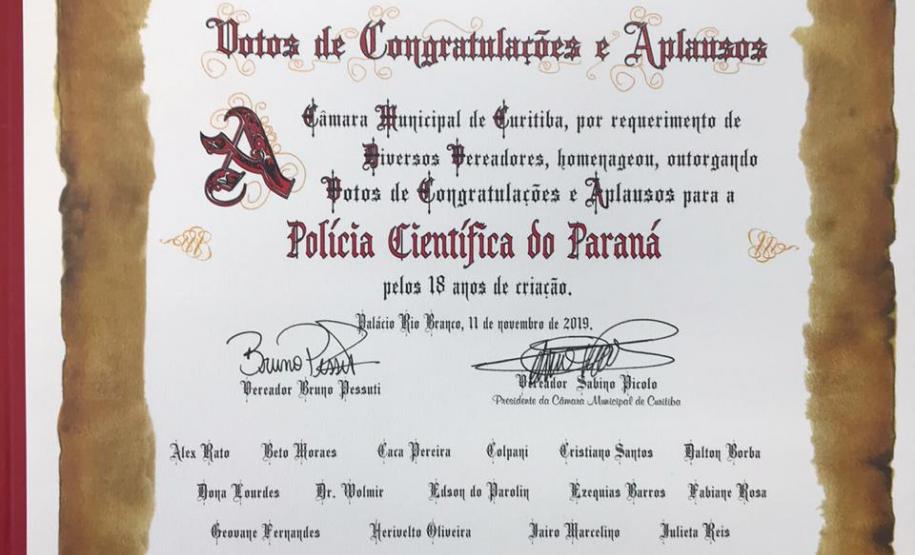 Votos de Congratulações e Aplausos
A Câmara Municipal de Curitiba, por requerimento de
Diversos Vereadores, homenageou, outorgando
Votos de Congratulações e Aplausos para a
Polícia Científica do Paraná
pelos 18 anos de criação.
Palácio Rio Branco, 11 de novembro de 2019.
Bruno Pessuti
Vereador Bruno Pessuti
Vereador Sabino Picolo
Presidente da Câmara Municipal de Curitiba
Alex Rato Beto Moraes Caca Pereira Colpani Cristiano Santos Dalton Borba
Dona Lourdes Dr. Wolmir Edson do Parolin Ezequias Barros Fabiane Rosa
Geovane Fernandes Herivelto Oliveira Jairo Marcelino Julieta Reis